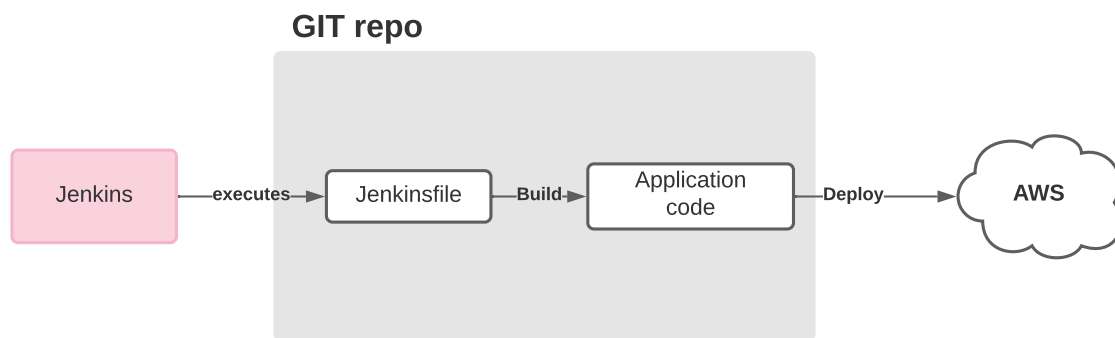 GIT repo
Jenkins
executes
Jenkinsfile
Build
Application
code
Deploy
AWS